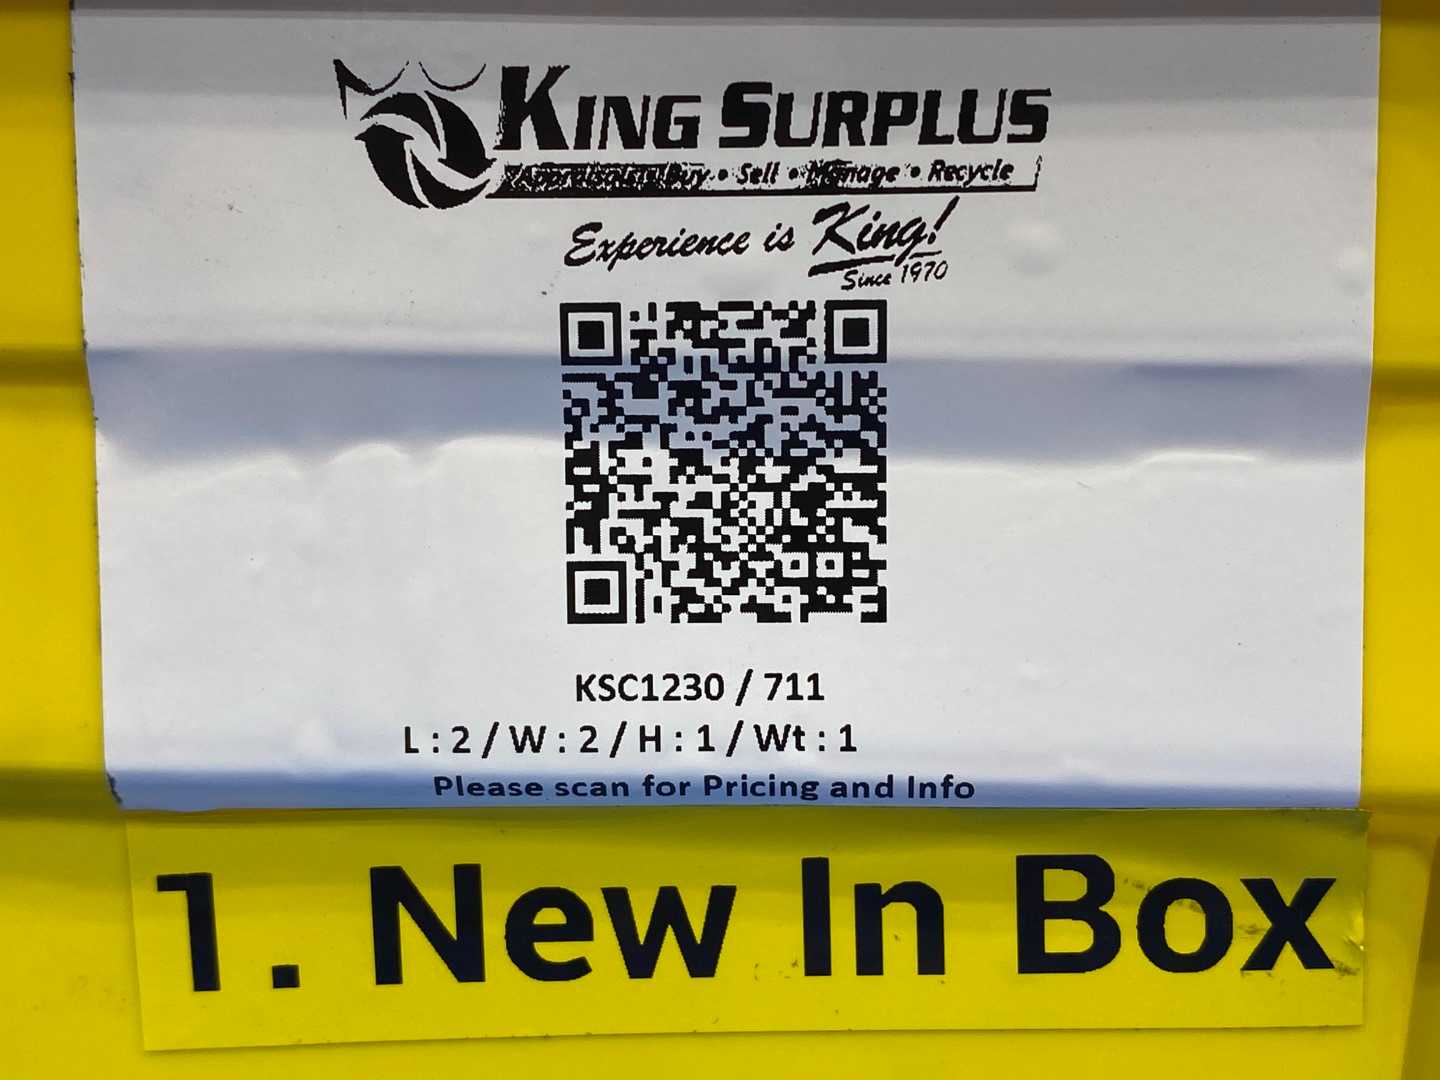 KING SURPLUS
Appraisals • Buy • Sell • Manage • Recycle
Experience is King!
Since 1970
KSC1230 / 711
L : 2 / W : 2 / H : 1 / Wt : 1
Please scan for Pricing and Info
1. New In Box